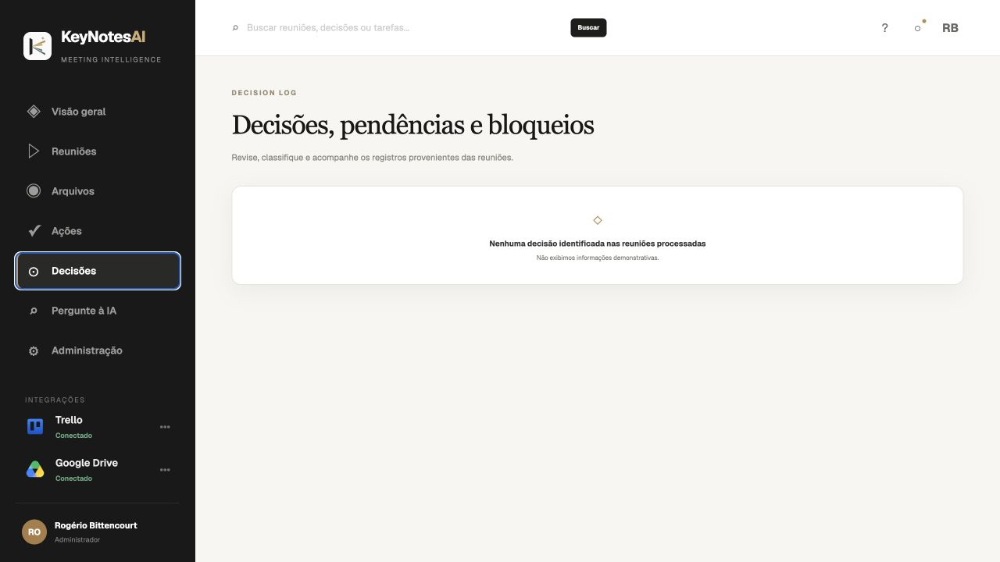 KeyNotesAI
MEETING INTELLIGENCE
Visão geral
Reuniões
Arquivos
Ações
Decisões
Pergunte à IA
Administração
INTEGRAÇÕES
Trello
Conectado
•••
Google Drive
Conectado
•••
RO
Rogério Bittencourt
Administrador
Buscar reuniões, decisões ou tarefas...
Buscar
?
RB
DECISION LOG
Decisões, pendências e bloqueios
Revise, classifique e acompanhe os registros provenientes das reuniões.
Nenhuma decisão identificada nas reuniões processadas
Não exibimos informações demonstrativas.